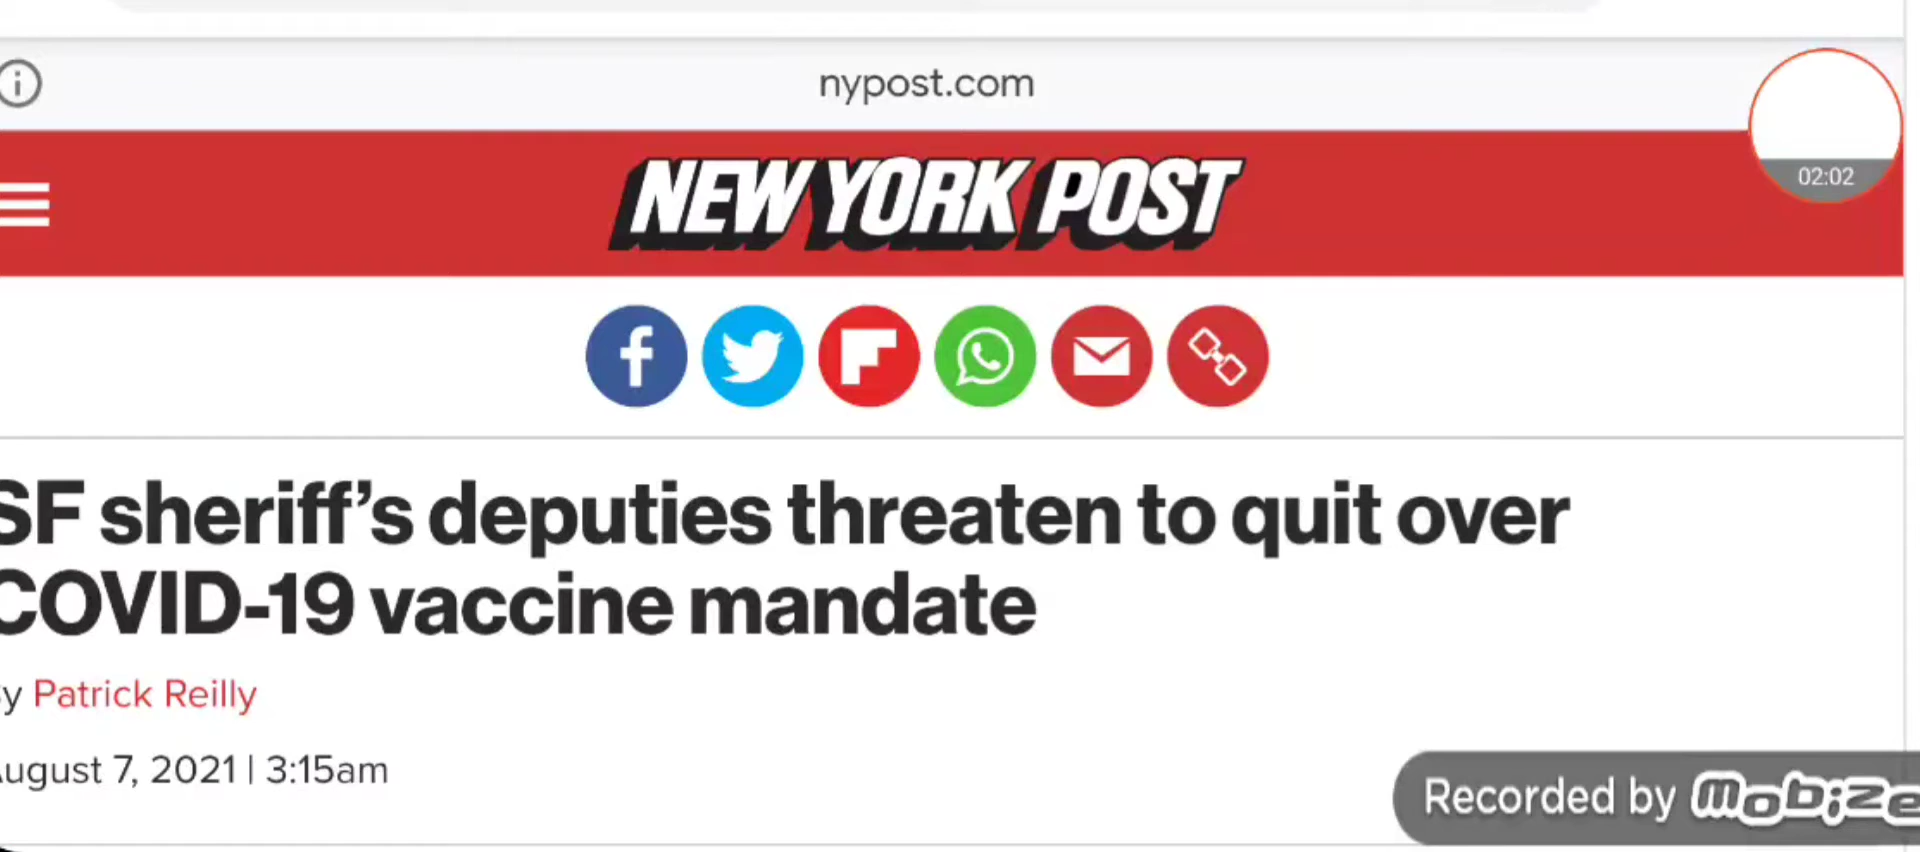 nypost.com
NEW YORK POST
02:02
SF sheriff's deputies threaten to quit over
COVID-19 vaccine mandate
y Patrick Reilly
ugust 7, 2021 | 3:15am
Recorded by mobize